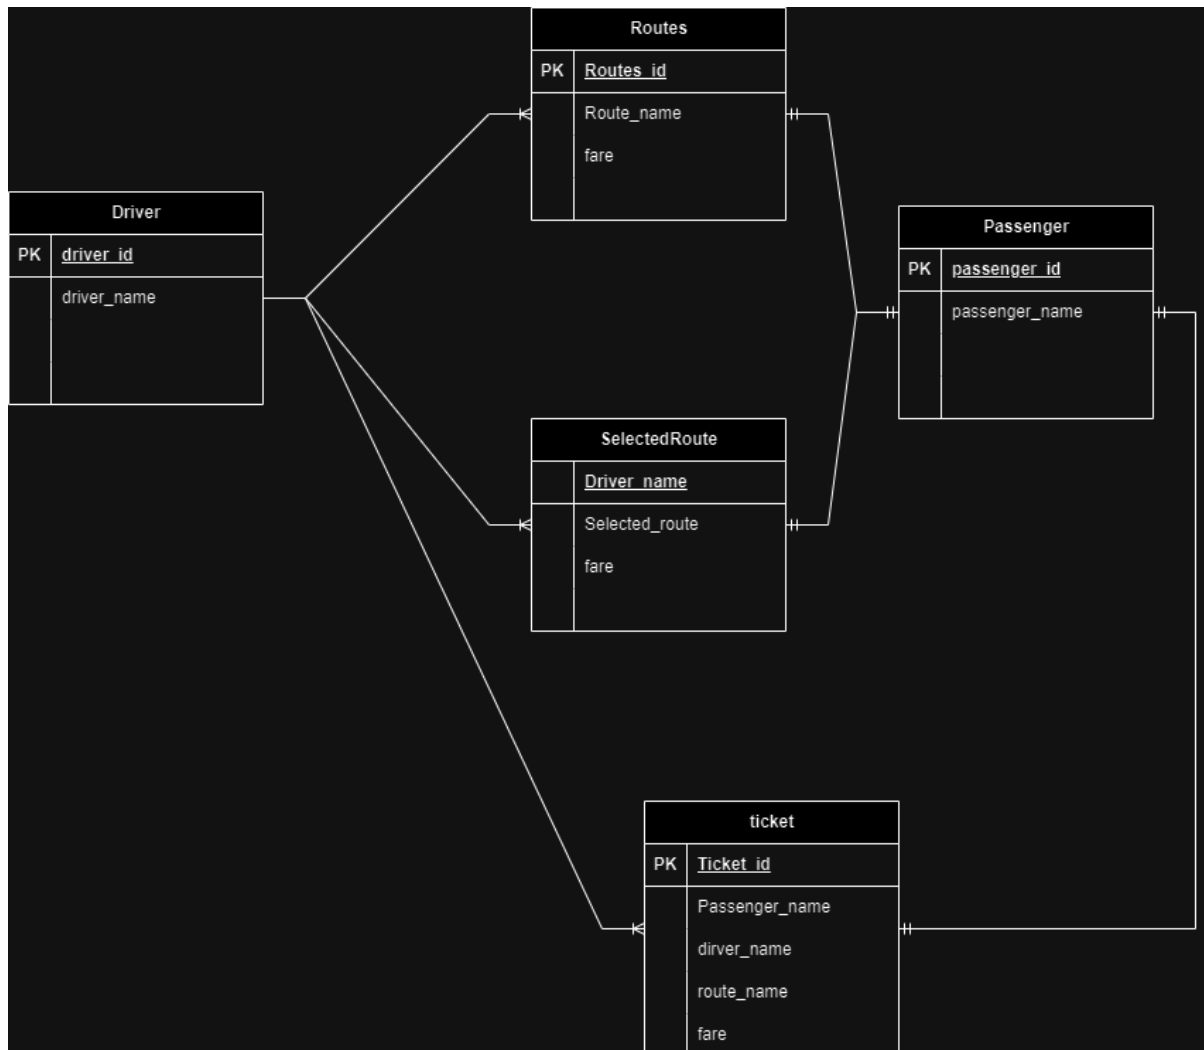 Routes
PK Routes_id
Route_name
fare
Driver
PK driver_id
driver_name
Passenger
PK passenger_id
passenger_name
SelectedRoute
Driver_name
Selected_route
fare
ticket
PK Ticket_id
Passenger_name
dirver_name
route_name
fare